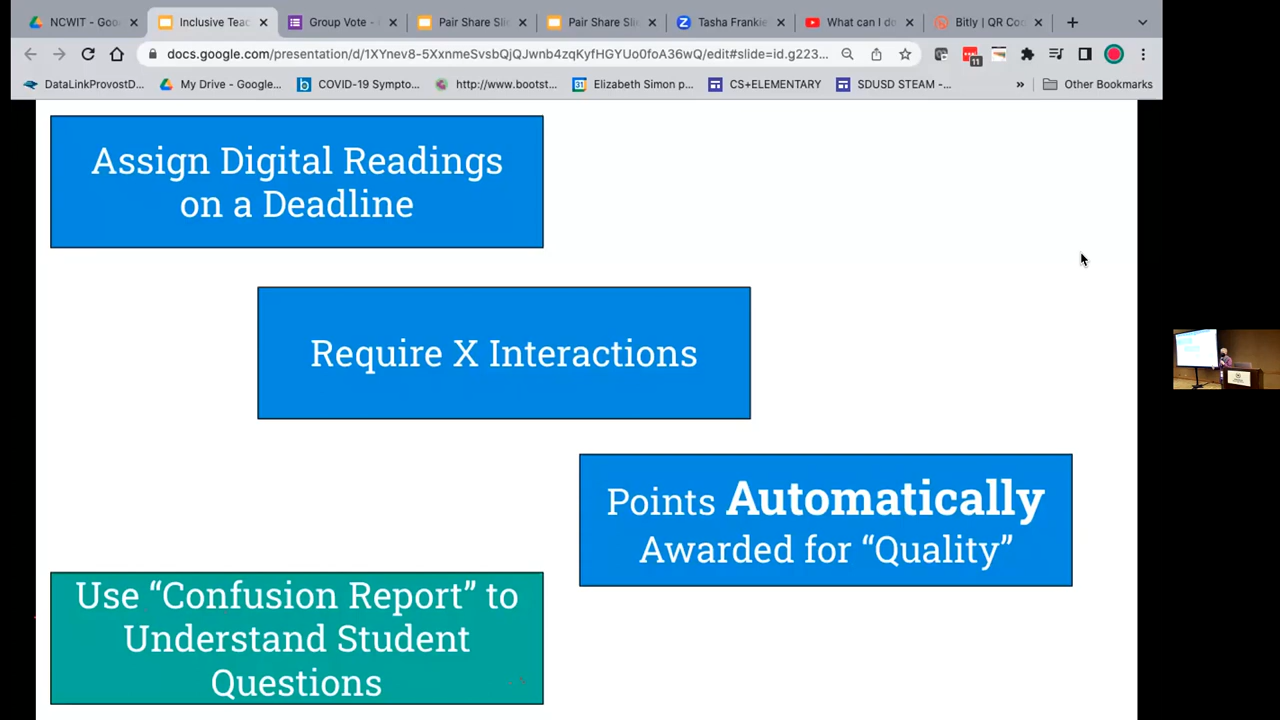 NCWIT - Goo
Inclusive Tea
Group Vote -
Pair Share Sli
Pair Share Sli
Tasha Frankie
What can I do
Bitly | QR Co
docs.google.com/presentation/d/1XYnev8-5XxnmeSvsbQjQJwnb4zqKyfHGYUo0foA36wQ/edit#slide=id.g223...
11
DataLinkProvostD...
My Drive - Google...
COVID-19 Sympto...
http://www.bootst...
31
Elizabeth Simon p...
CS+ELEMENTARY
SDUSD STEAM -...
»
Other Bookmarks
Assign Digital Readings
on a Deadline
Require X Interactions
Points Automatically
Awarded for “Quality”
Use “Confusion Report” to
Understand Student
Questions